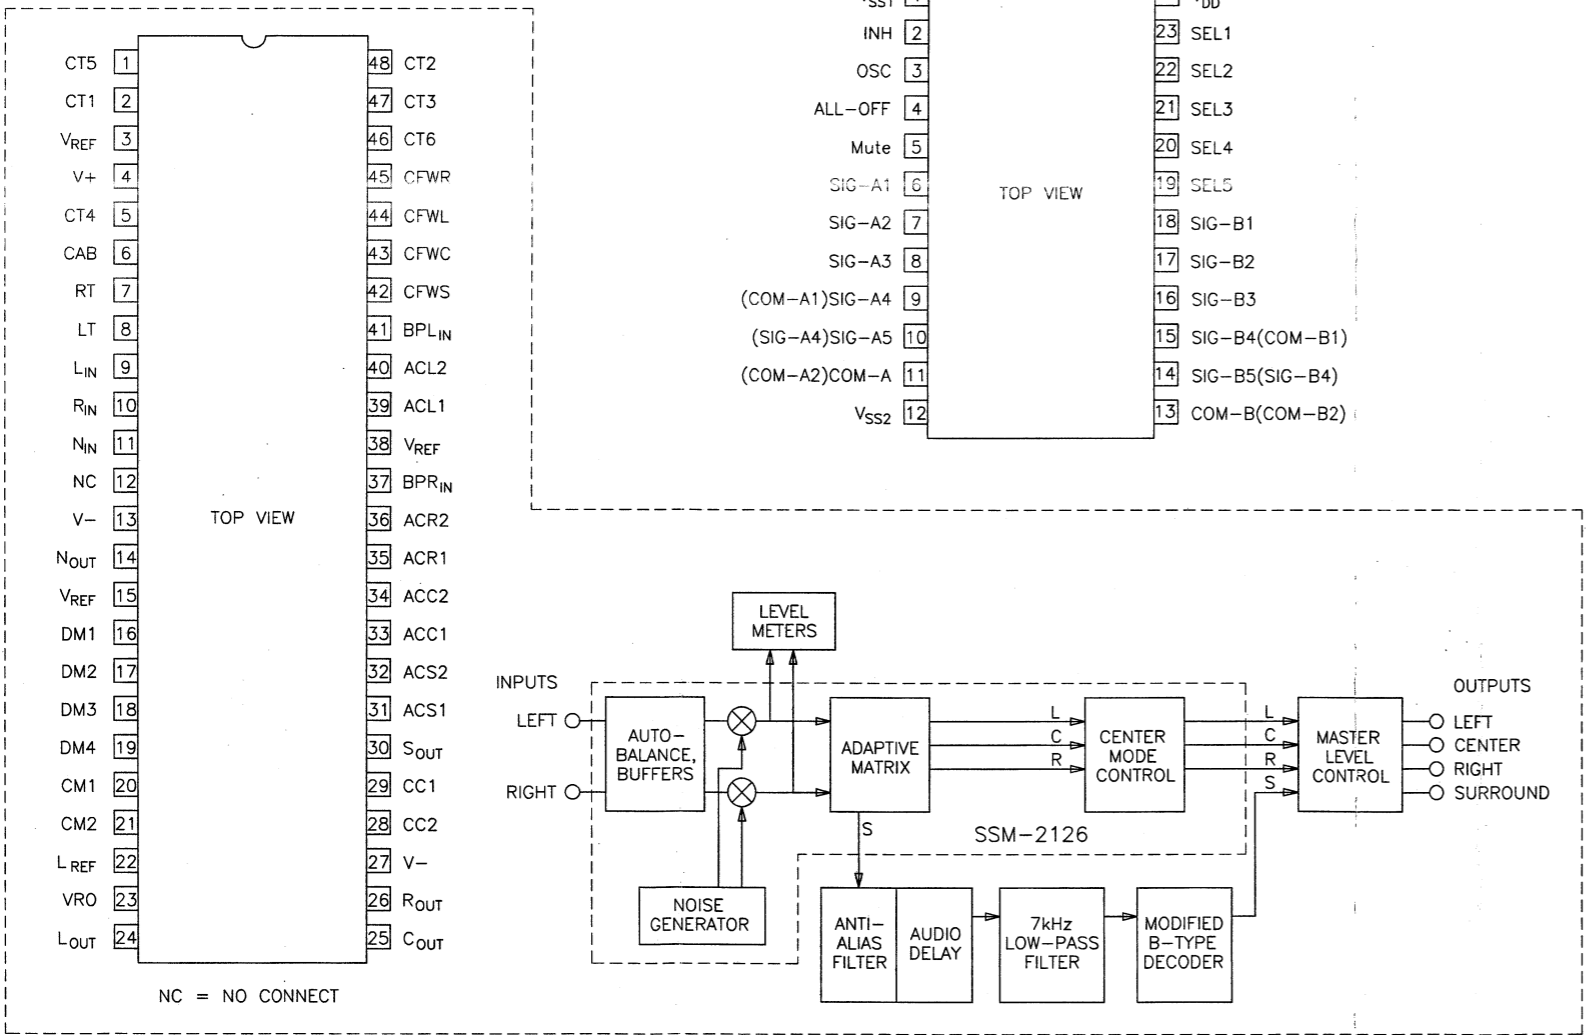 CT5 1
CT1 2
VREF 3
V+ 4
CT4 5
CAB 6
RT 7
LT 8
LIN 9
RIN 10
NIN 11
NC 12
V− 13
NOUT 14
VREF 15
DM1 16
DM2 17
DM3 18
DM4 19
CM1 20
CM2 21
LREF 22
VRO 23
LOUT 24
TOP VIEW
48 CT2
47 CT3
46 CT6
45 CFWR
44 CFWL
43 CFWC
42 CFWS
41 BPLIN
40 ACL2
39 ACL1
38 VREF
37 BPRIN
36 ACR2
35 ACR1
34 ACC2
33 ACC1
32 ACS2
31 ACS1
30 SOUT
29 CC1
28 CC2
27 V−
26 ROUT
25 COUT
NC = NO CONNECT
INH 2
OSC 3
ALL−OFF 4
Mute 5
SIG−A1 6
SIG−A2 7
SIG−A3 8
(COM−A1)SIG−A4 9
(SIG−A4)SIG−A5 10
(COM−A2)COM−A 11
VSS2 12
TOP VIEW
23 SEL1
22 SEL2
21 SEL3
20 SEL4
19 SEL5
18 SIG−B1
17 SIG−B2
16 SIG−B3
15 SIG−B4(COM−B1)
14 SIG−B5(SIG−B4)
13 COM−B(COM−B2)
LEVEL
METERS
INPUTS
LEFT
RIGHT
AUTO−
BALANCE,
BUFFERS
ADAPTIVE
MATRIX
L
C
R
CENTER
MODE
CONTROL
L
C
R
S
MASTER
LEVEL
CONTROL
OUTPUTS
LEFT
CENTER
RIGHT
SURROUND
S
SSM−2126
NOISE
GENERATOR
ANTI−
ALIAS
FILTER
AUDIO
DELAY
7kHz
LOW−PASS
FILTER
MODIFIED
B−TYPE
DECODER